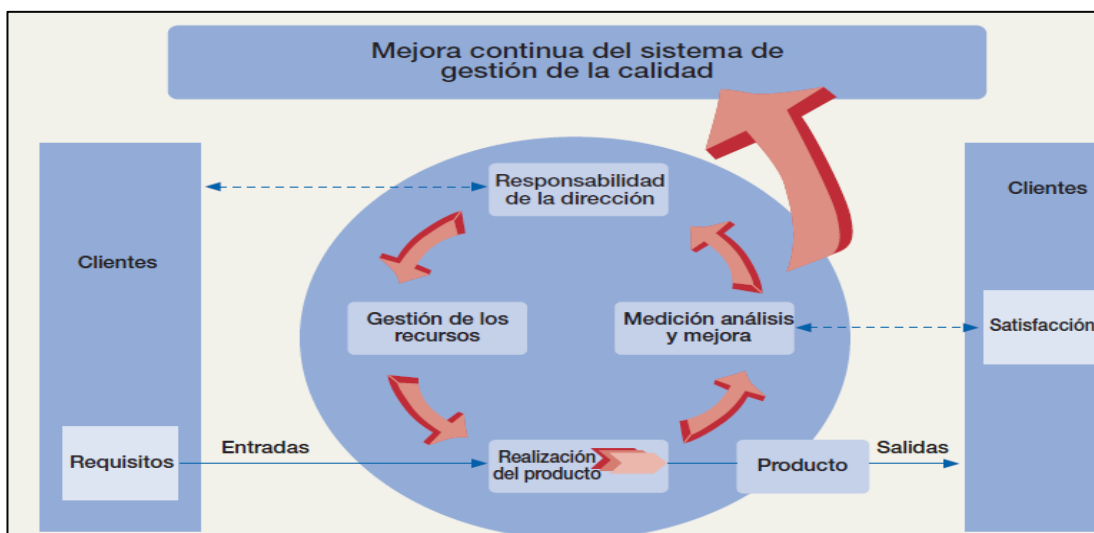 Mejora continua del sistema de
gestión de la calidad
Responsabilidad
de la dirección
Clientes
Clientes
Gestión de los
recursos
Medición análisis
y mejora
Satisfacción
Requisitos
Entradas
Realización
del producto
Producto
Salidas